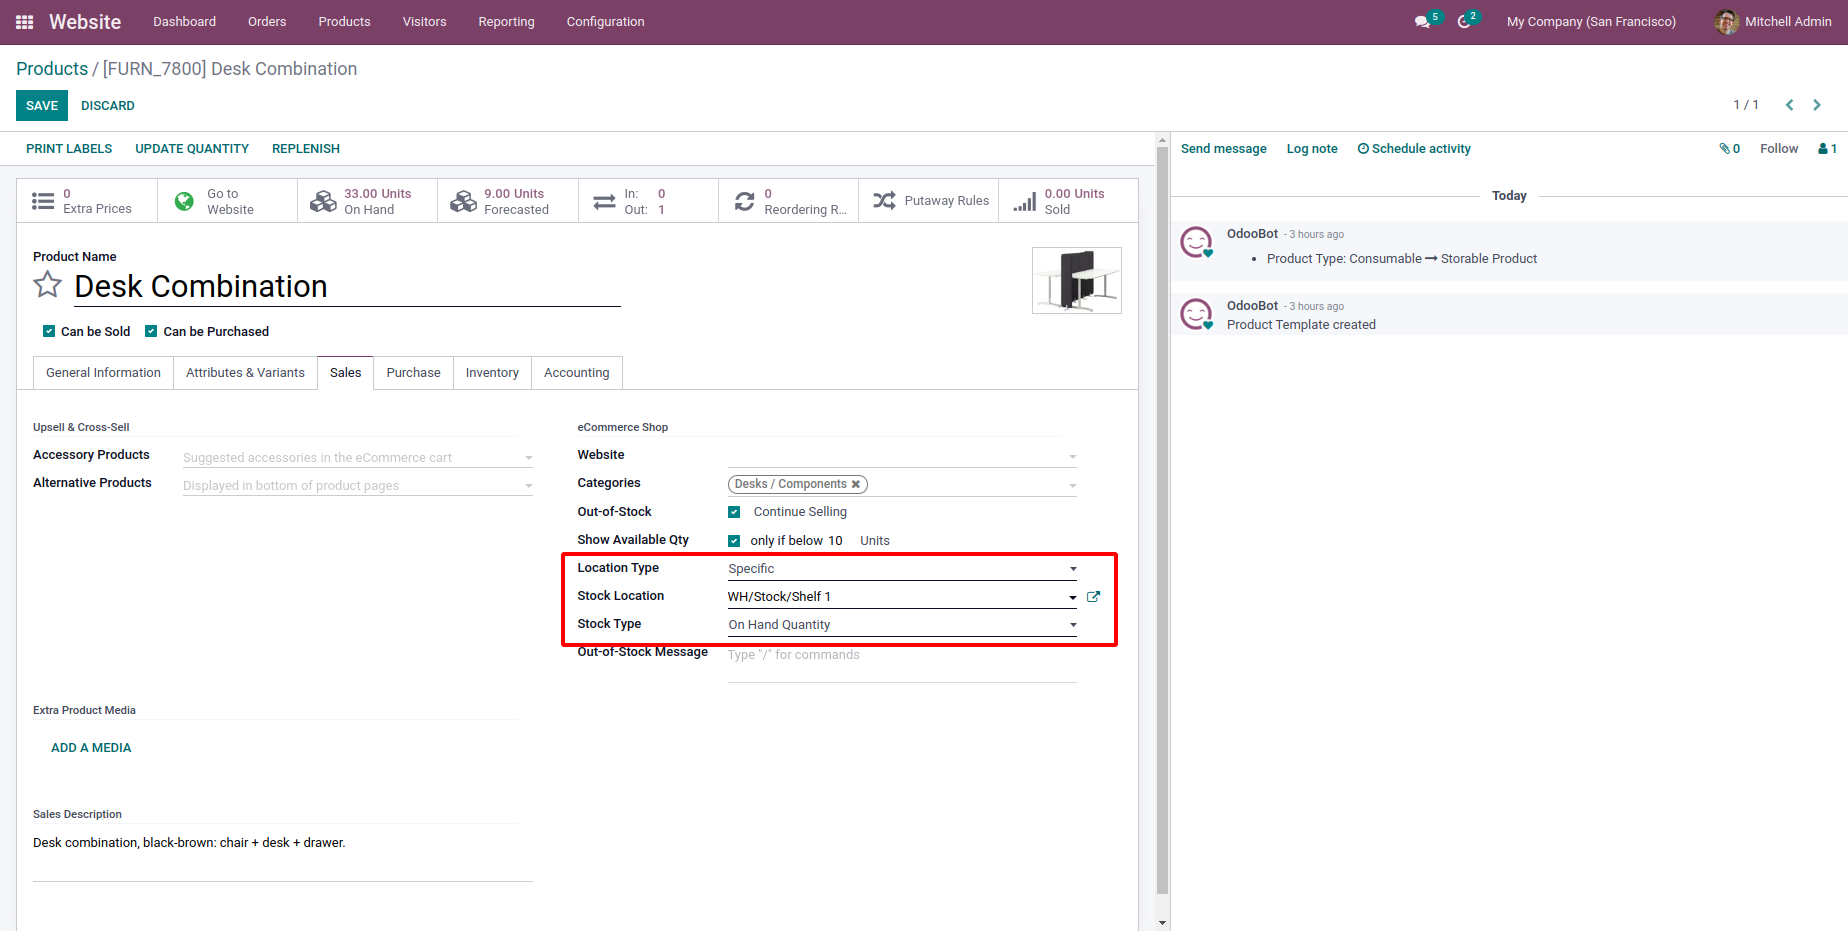 Website Dashboard Orders Products Visitors Reporting Configuration 5 2 My Company (San Francisco) Mitchell Admin
Products / [FURN_7800] Desk Combination
SAVE DISCARD 1 / 1
PRINT LABELS UPDATE QUANTITY REPLENISH
0
Extra Prices
Go to
Website
33.00 Units
On Hand
9.00 Units
Forecasted
In: 0
Out: 1
0
Reordering R...
Putaway Rules
0.00 Units
Sold
Product Name
Desk Combination
Can be Sold Can be Purchased
General Information Attributes & Variants Sales Purchase Inventory Accounting
Upsell & Cross-Sell
Accessory Products Suggested accessories in the eCommerce cart
Alternative Products Displayed in bottom of product pages
eCommerce Shop
Website
Categories Desks / Components ✖
Out-of-Stock Continue Selling
Show Available Qty only if below 10 Units
Location Type Specific
Stock Location WH/Stock/Shelf 1
Stock Type On Hand Quantity
Out-of-Stock Message Type "/" for commands
Extra Product Media
ADD A MEDIA
Sales Description
Desk combination, black-brown: chair + desk + drawer.
Send message Log note Schedule activity 0 Follow 1
Today
OdooBot - 3 hours ago
• Product Type: Consumable → Storable Product
OdooBot - 3 hours ago
Product Template created